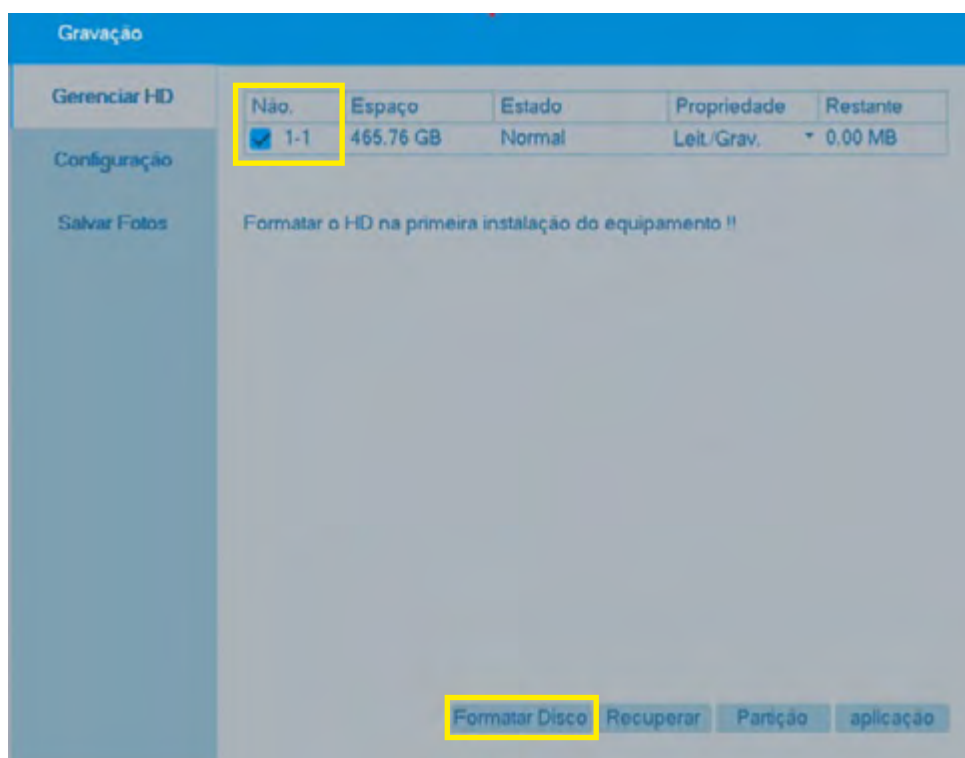 Gravação
Gerenciar HD
Configuração
Salvar Fotos
Não. Espaço Estado Propriedade Restante
1-1 465.76 GB Normal Leit./Grav. 0.00 MB
Formatar o HD na primeira instalação do equipamento !!
Formatar Disco Recuperar Partição aplicação